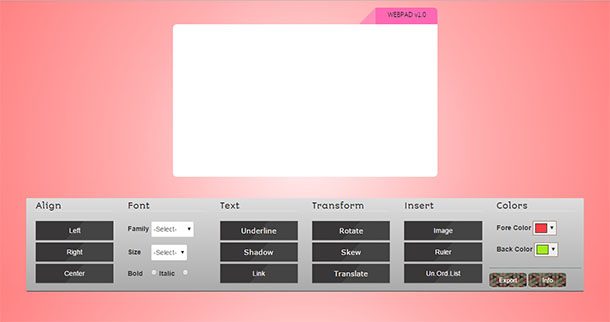 WEBPAD v1.0
Align Font Text Transform Insert Colors
Left Family -Select- Underline Rotate Image Fore Color
Right Size -Select- Shadow Skew Ruler Back Color
Center Bold Italic Link Translate Un.Ord.List
Export Info